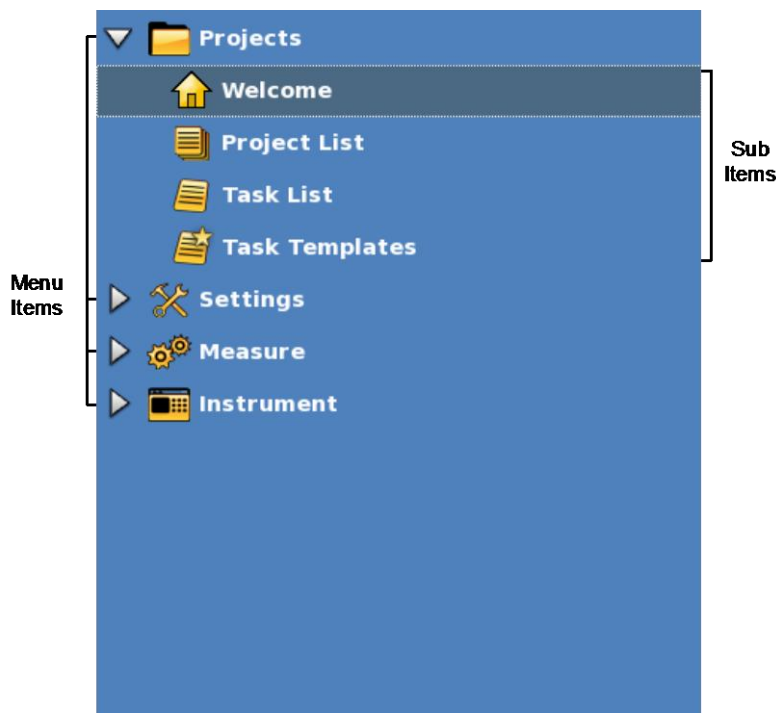 Projects
Welcome
Project List
Task List
Task Templates
Settings
Measure
Instrument
Menu
Items
Sub
Items